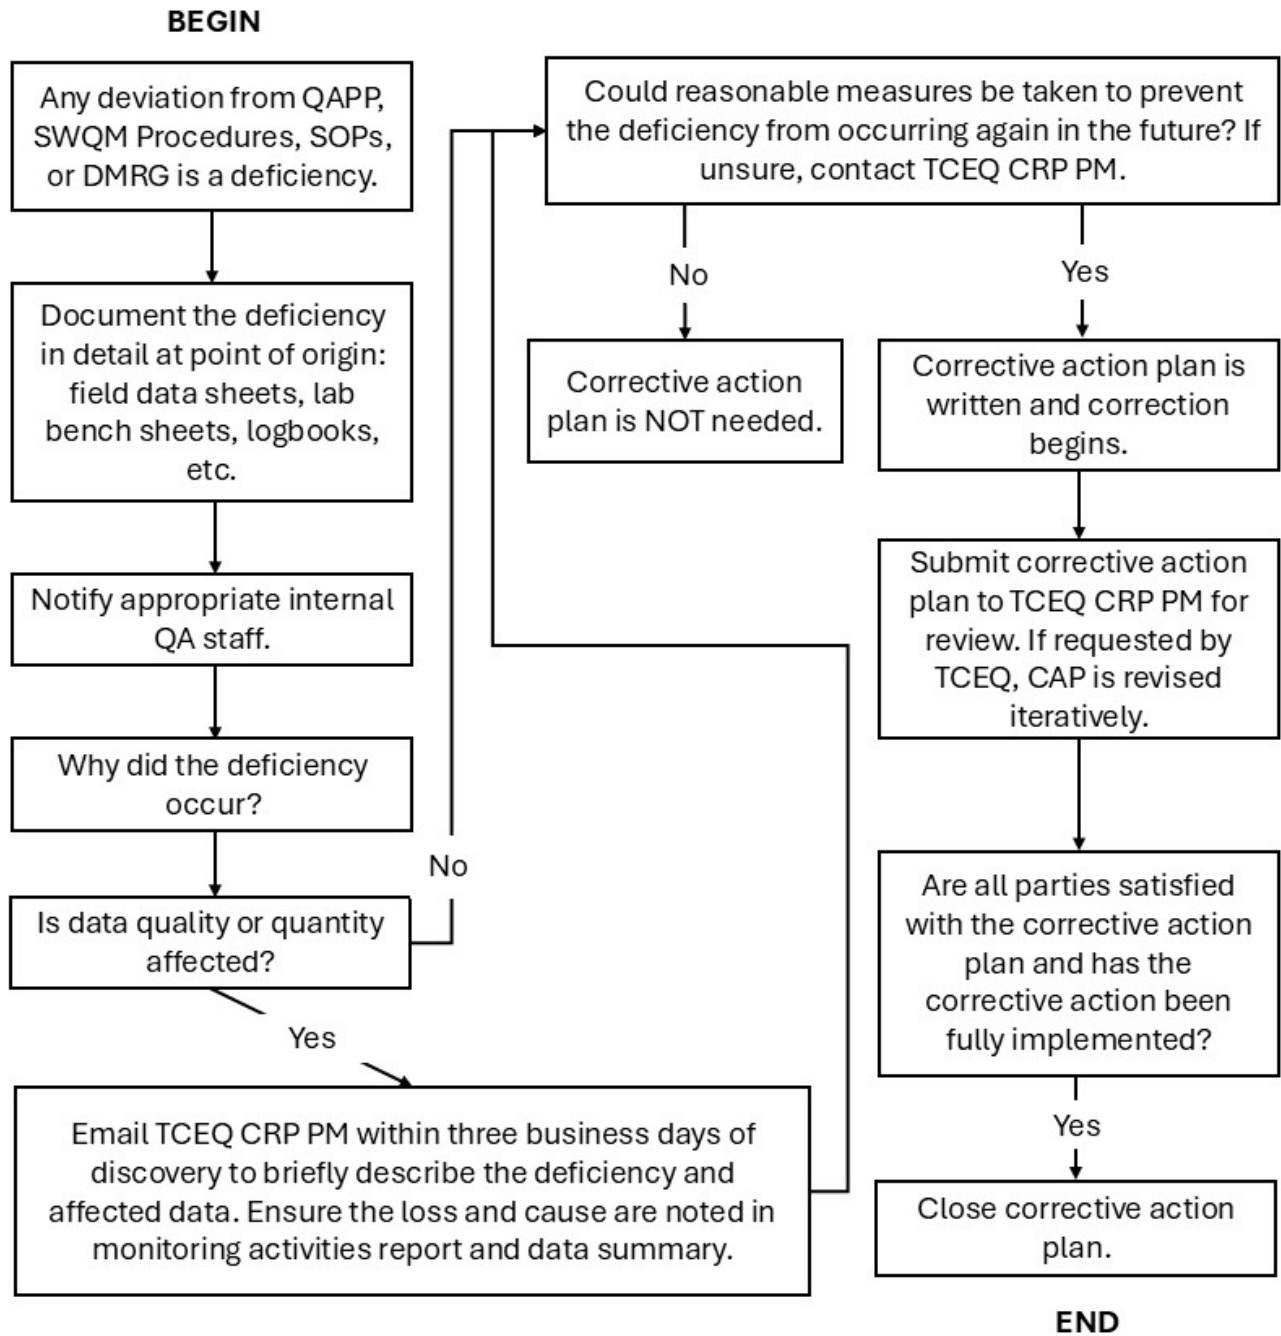 BEGIN
Any deviation from QAPP,
SWQM Procedures, SOPs,
or DMRG is a deficiency.
Document the deficiency
in detail at point of origin:
field data sheets, lab
bench sheets, logbooks,
etc.
Notify appropriate internal
QA staff.
Why did the deficiency
occur?
Is data quality or quantity
affected?
No
Yes
Email TCEQ CRP PM within three business days of
discovery to briefly describe the deficiency and
affected data. Ensure the loss and cause are noted in
monitoring activities report and data summary.
Could reasonable measures be taken to prevent
the deficiency from occurring again in the future? If
unsure, contact TCEQ CRP PM.
No
Yes
Corrective action
plan is NOT needed.
Corrective action plan is
written and correction
begins.
Submit corrective action
plan to TCEQ CRP PM for
review. If requested by
TCEQ, CAP is revised
iteratively.
Are all parties satisfied
with the corrective action
plan and has the
corrective action been
fully implemented?
Yes
Close corrective action
plan.
END